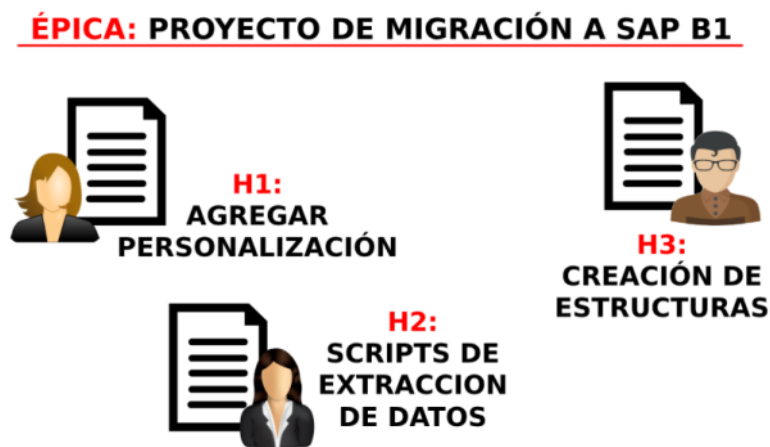 ÉPICA: PROYECTO DE MIGRACIÓN A SAP B1
H1:
AGREGAR
PERSONALIZACIÓN
H2:
SCRIPTS DE
EXTRACCION
DE DATOS
H3:
CREACIÓN DE
ESTRUCTURAS